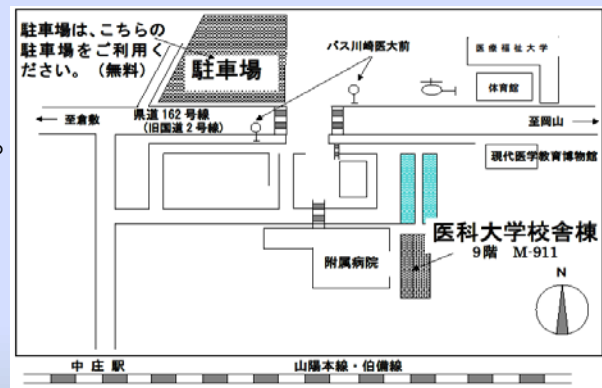 駐車場は、こちらの
駐車場をご利用く
ださい。（無料）
駐車場
バス川崎医大前
医療福祉大学
体育館
至倉敷
県道162号線
(旧国道2号線)
至岡山
現代医学教育博物館
医科大学校舎棟
9階 M-911
附属病院
N
中庄駅
山陽本線・伯備線